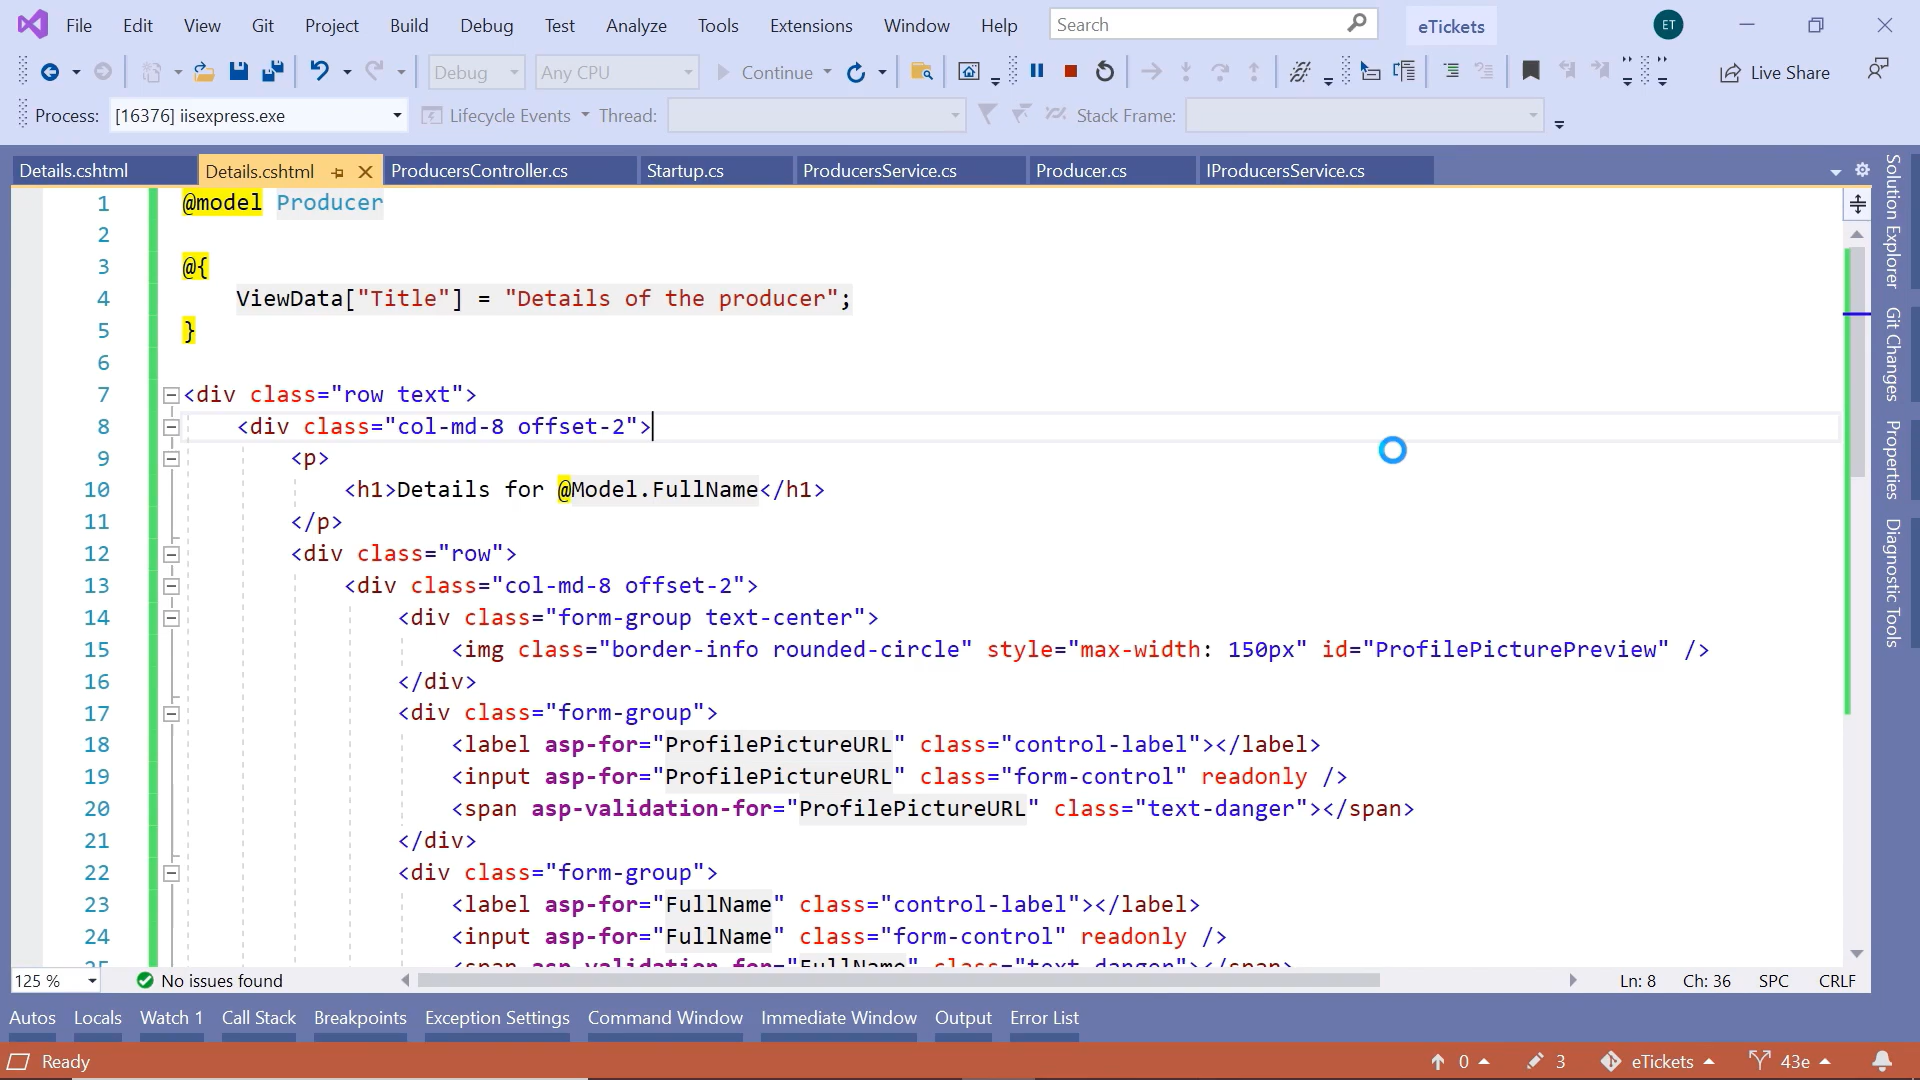 File Edit View Git Project Build Debug Test Analyze Tools Extensions Window Help Search eTickets ET
Debug Any CPU Continue Live Share
Process: [16376] iisexpress.exe Lifecycle Events Thread: Stack Frame:
Details.cshtml Details.cshtml ProducersController.cs Startup.cs ProducersService.cs Producer.cs IProducersService.cs
1 @model Producer
2
3 @{
4 ViewData["Title"] = "Details of the producer";
5 }
6
7 <div class="row text">
8 <div class="col-md-8 offset-2">
9 <p>
10 <h1>Details for @Model.FullName</h1>
11 </p>
12 <div class="row">
13 <div class="col-md-8 offset-2">
14 <div class="form-group text-center">
15 <img class="border-info rounded-circle" style="max-width: 150px" id="ProfilePicturePreview" />
16 </div>
17 <div class="form-group">
18 <label asp-for="ProfilePictureURL" class="control-label"></label>
19 <input asp-for="ProfilePictureURL" class="form-control" readonly />
20 <span asp-validation-for="ProfilePictureURL" class="text-danger"></span>
21 </div>
22 <div class="form-group">
23 <label asp-for="FullName" class="control-label"></label>
24 <input asp-for="FullName" class="form-control" readonly />
25 <span asp-validation-for="FullName" class="text-danger"></span>
Solution Explorer
Git Changes
Properties
Diagnostic Tools
125 % No issues found Ln: 8 Ch: 36 SPC CRLF
Autos Locals Watch 1 Call Stack Breakpoints Exception Settings Command Window Immediate Window Output Error List
Ready 0 3 eTickets 43e